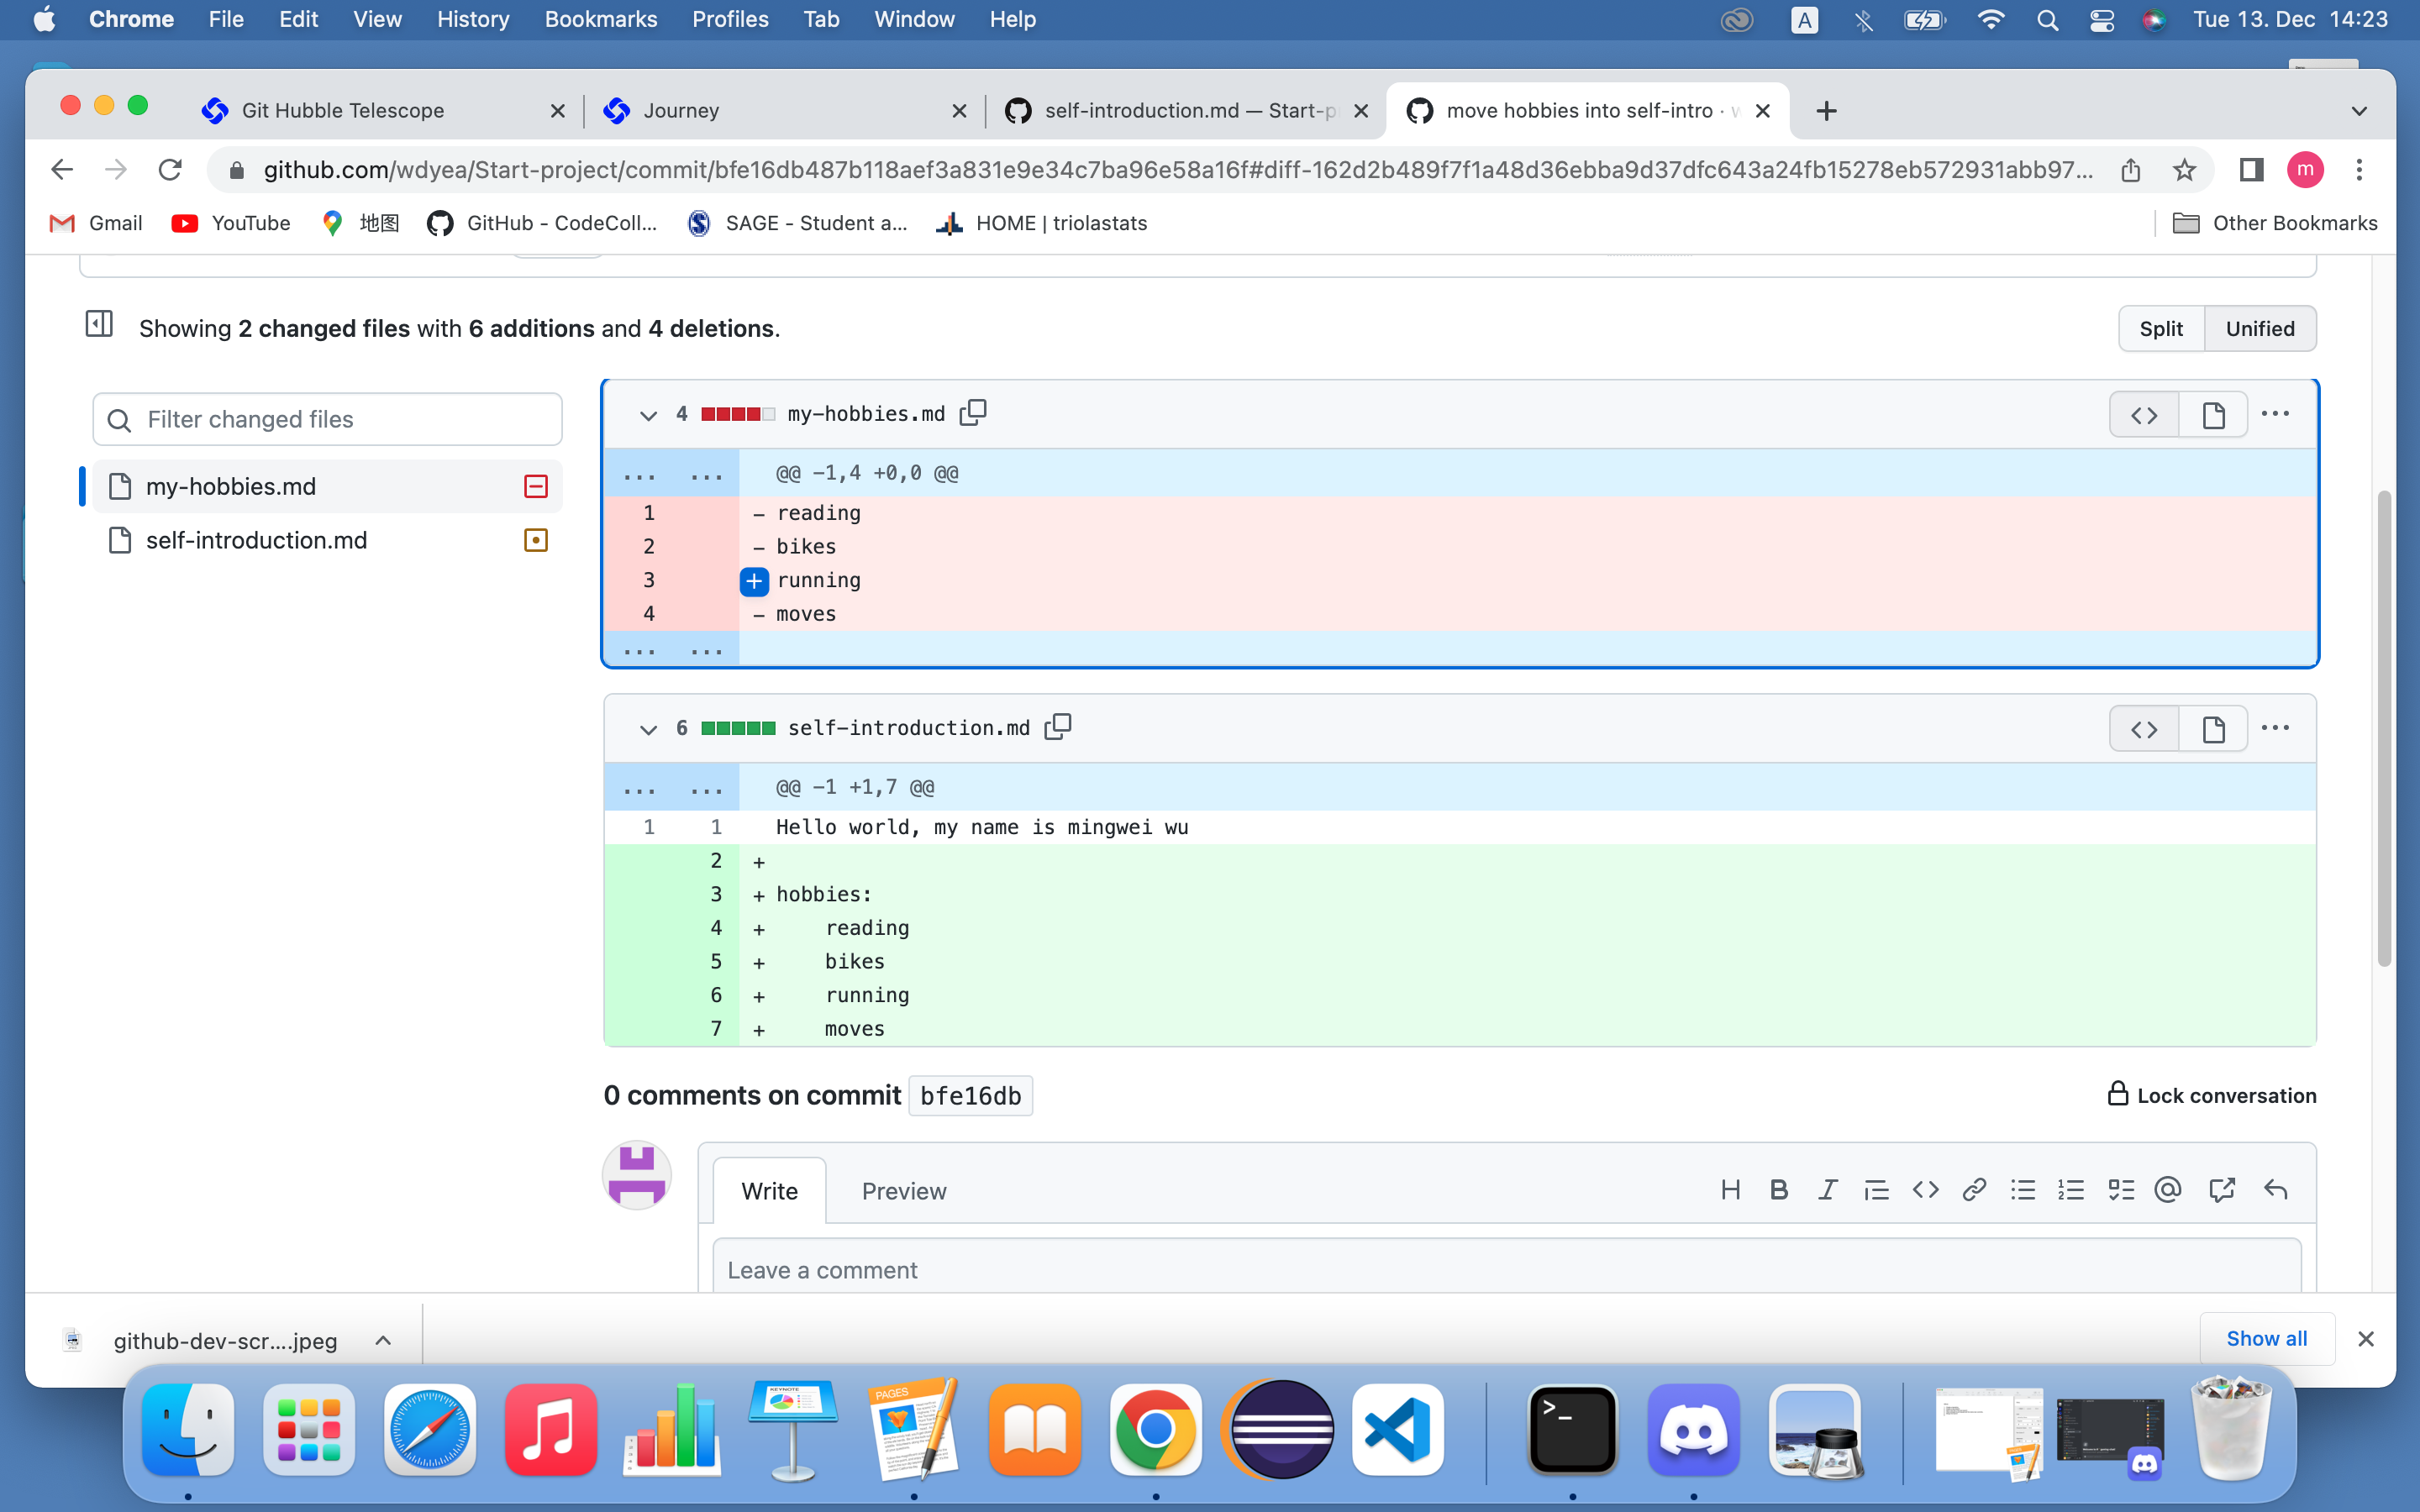 Chrome File Edit View History Bookmarks Profiles Tab Window Help A Tue 13. Dec 14:23
Git Hubble Telescope Journey self-introduction.md — Start-p move hobbies into self-intro ·
github.com/wdyea/Start-project/commit/bfe16db487b118aef3a831e9e34c7ba96e58a16f#diff-162d2b489f7f1a48d36ebba9d37dfc643a24fb15278eb572931abb97... m
Gmail YouTube 地图 GitHub - CodeColl... SAGE - Student a... HOME | triolastats Other Bookmarks
Showing 2 changed files with 6 additions and 4 deletions. Split Unified
Filter changed files
my-hobbies.md
self-introduction.md
4 my-hobbies.md
... ... @@ -1,4 +0,0 @@
1 - reading
2 - bikes
3 + running
4 - moves
... ...
6 self-introduction.md
... ... @@ -1 +1,7 @@
1 1 Hello world, my name is mingwei wu
2 +
3 + hobbies:
4 + reading
5 + bikes
6 + running
7 + moves
0 comments on commit bfe16db Lock conversation
Write Preview
Leave a comment
github-dev-scr....jpeg Show all
KEYNOTE
PAGES